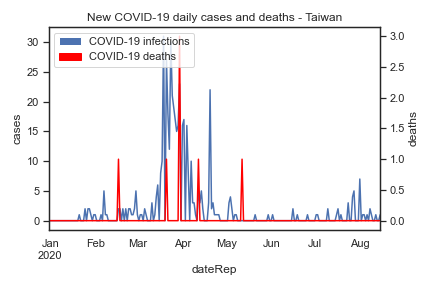 New COVID-19 daily cases and deaths - Taiwan
COVID-19 infections
COVID-19 deaths
cases
30
25
20
15
10
5
0
deaths
3.0
2.5
2.0
1.5
1.0
0.5
0.0
Jan Feb Mar Apr May Jun Jul Aug
2020
dateRep